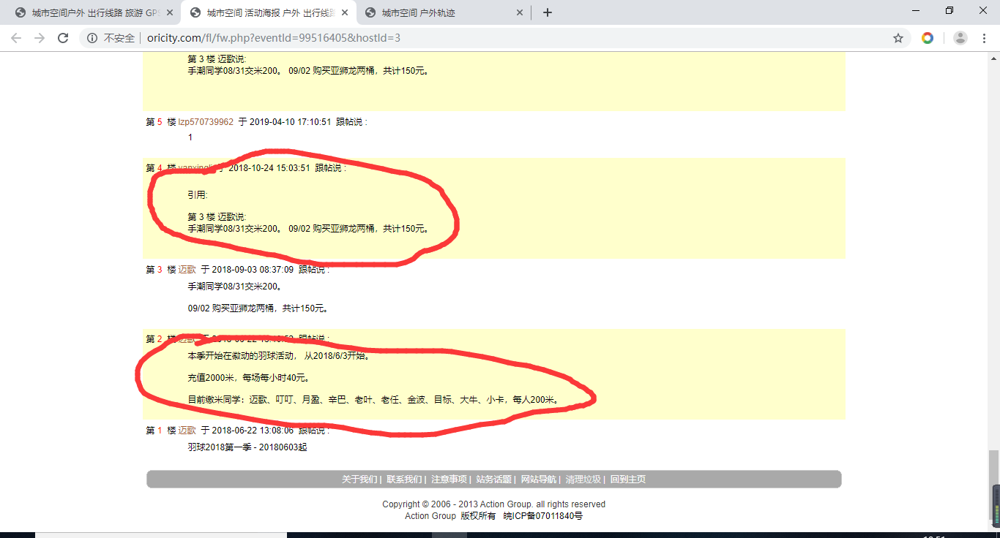 城市空间户外 出行线路 旅游 GPS
城市空间 活动海报 户外 出行线路
城市空间 户外轨迹
不安全 oricity.com/fl/fw.php?eventId=99516405&hostId=3
第 3 楼 迈歌说:
手潮同学08/31交米200。 09/02 购买亚狮龙两桶，共计150元。
第 5 楼 lzp570739962 于 2019-04-10 17:10:51 跟帖说 :
1
第 4 楼 于 2018-10-24 15:03:51 跟帖说 :
引用:
第 3 楼 迈歌说:
手潮同学08/31交米200。 09/02 购买亚狮龙两桶，共计150元。
第 3 楼 迈歌 于 2018-09-03 08:37:09 跟帖说 :
手潮同学08/31交米200。
09/02 购买亚狮龙两桶，共计150元。
第 2 楼 迈歌 于 跟帖说 :
本季开始在徽动的羽球活动， 从2018/6/3开始。
充值2000米，每场每小时40元。
目前缴米同学：迈歌、叮叮、月盈、辛巴、老叶、老任、金波、目标、大牛、小卡，每人200米。
第 1 楼 迈歌 于 2018-06-22 13:08:06 跟帖说 :
羽球2018第一季 - 20180603起
关于我们 | 联系我们 | 注意事项 | 站务话题 | 网站导航 | 清理垃圾 | 回到主页
Copyright © 2006 - 2013 Action Group. all rights reserved
Action Group 版权所有 皖ICP备07011840号